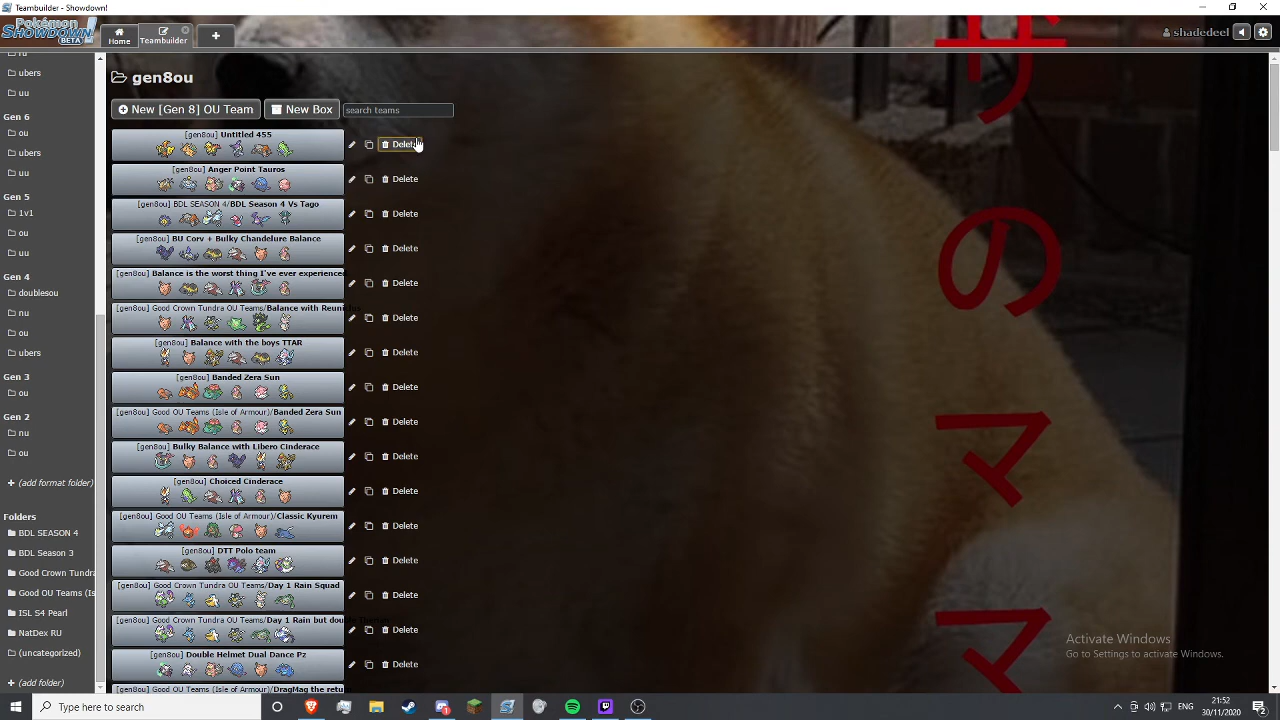 Teambuilder - Showdown!
Pokémon
SHOWDOWN
BETA
Home
Teambuilder
shadedeel
ubers
uu
Gen 6
ou
ubers
uu
Gen 5
1v1
ou
uu
Gen 4
doublesou
nu
ou
ubers
Gen 3
ou
Gen 2
nu
ou
(add format folder)
Folders
BDL SEASON 4
BDL Season 3
Good Crown Tundra
Good OU Teams (Is
ISL S4 Pearl
NatDex RU
(uncategorized)
(add folder)
gen8ou
New [Gen 8] OU Team
New Box
search teams
[gen8ou] Untitled 455
Delete
[gen8ou] Anger Point Tauros
Delete
[gen8ou] BDL SEASON 4/BDL Season 4 Vs Tago
Delete
[gen8ou] BU Corv + Bulky Chandelure Balance
Delete
[gen8ou] Balance is the worst thing I've ever experienced
Delete
[gen8ou] Good Crown Tundra OU Teams/Balance with Reuniclus
Delete
[gen8ou] Balance with the boys TTAR
Delete
[gen8ou] Banded Zera Sun
Delete
[gen8ou] Good OU Teams (Isle of Armour)/Banded Zera Sun
Delete
[gen8ou] Bulky Balance with Libero Cinderace
Delete
[gen8ou] Choiced Cinderace
Delete
[gen8ou] Good OU Teams (Isle of Armour)/Classic Kyurem
Delete
[gen8ou] DTT Polo team
Delete
[gen8ou] Good Crown Tundra OU Teams/Day 1 Rain Squad
Delete
[gen8ou] Good Crown Tundra OU Teams/Day 1 Rain but double
Delete
[gen8ou] Double Helmet Dual Dance Pz
Delete
[gen8ou] Good OU Teams (Isle of Armour)/DragMag the retu
のママ
Activate Windows
Go to Settings to activate Windows.
Type here to search
ENG
21:52
30/11/2020
2